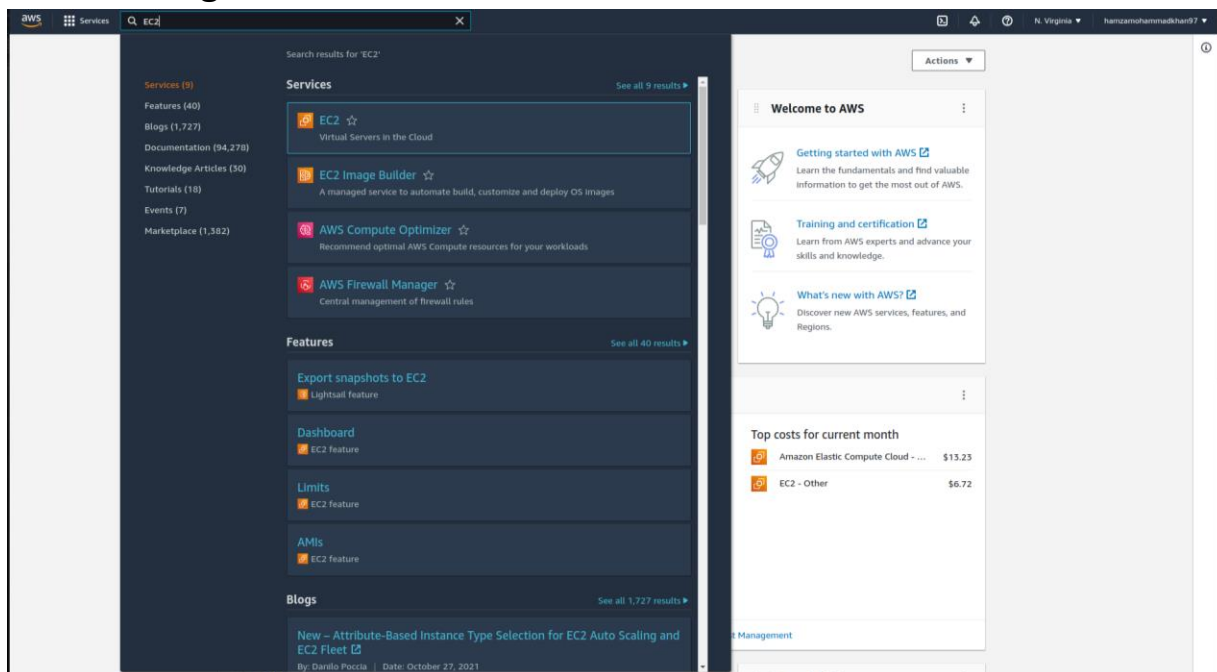 aws
Services
EC2
N. Virginia
hamzamohammadkhan97
Search results for 'EC2'
Services (9)
Features (40)
Blogs (1,727)
Documentation (94,278)
Knowledge Articles (30)
Tutorials (18)
Events (7)
Marketplace (1,382)
Services
See all 9 results
EC2
Virtual Servers in the Cloud
EC2 Image Builder
A managed service to automate build, customize and deploy OS images
AWS Compute Optimizer
Recommend optimal AWS Compute resources for your workloads
AWS Firewall Manager
Central management of firewall rules
Features
See all 40 results
Export snapshots to EC2
Lightsail feature
Dashboard
EC2 feature
Limits
EC2 feature
AMIs
EC2 feature
Blogs
See all 1,727 results
New – Attribute-Based Instance Type Selection for EC2 Auto Scaling and
EC2 Fleet
By: Danilo Poccia | Date: October 27, 2021
Actions
Welcome to AWS
Getting started with AWS
Learn the fundamentals and find valuable
information to get the most out of AWS.
Training and certification
Learn from AWS experts and advance your
skills and knowledge.
What's new with AWS?
Discover new AWS services, features, and
Regions.
Top costs for current month
Amazon Elastic Compute Cloud - ...
$13.23
EC2 - Other
$6.72
t Management